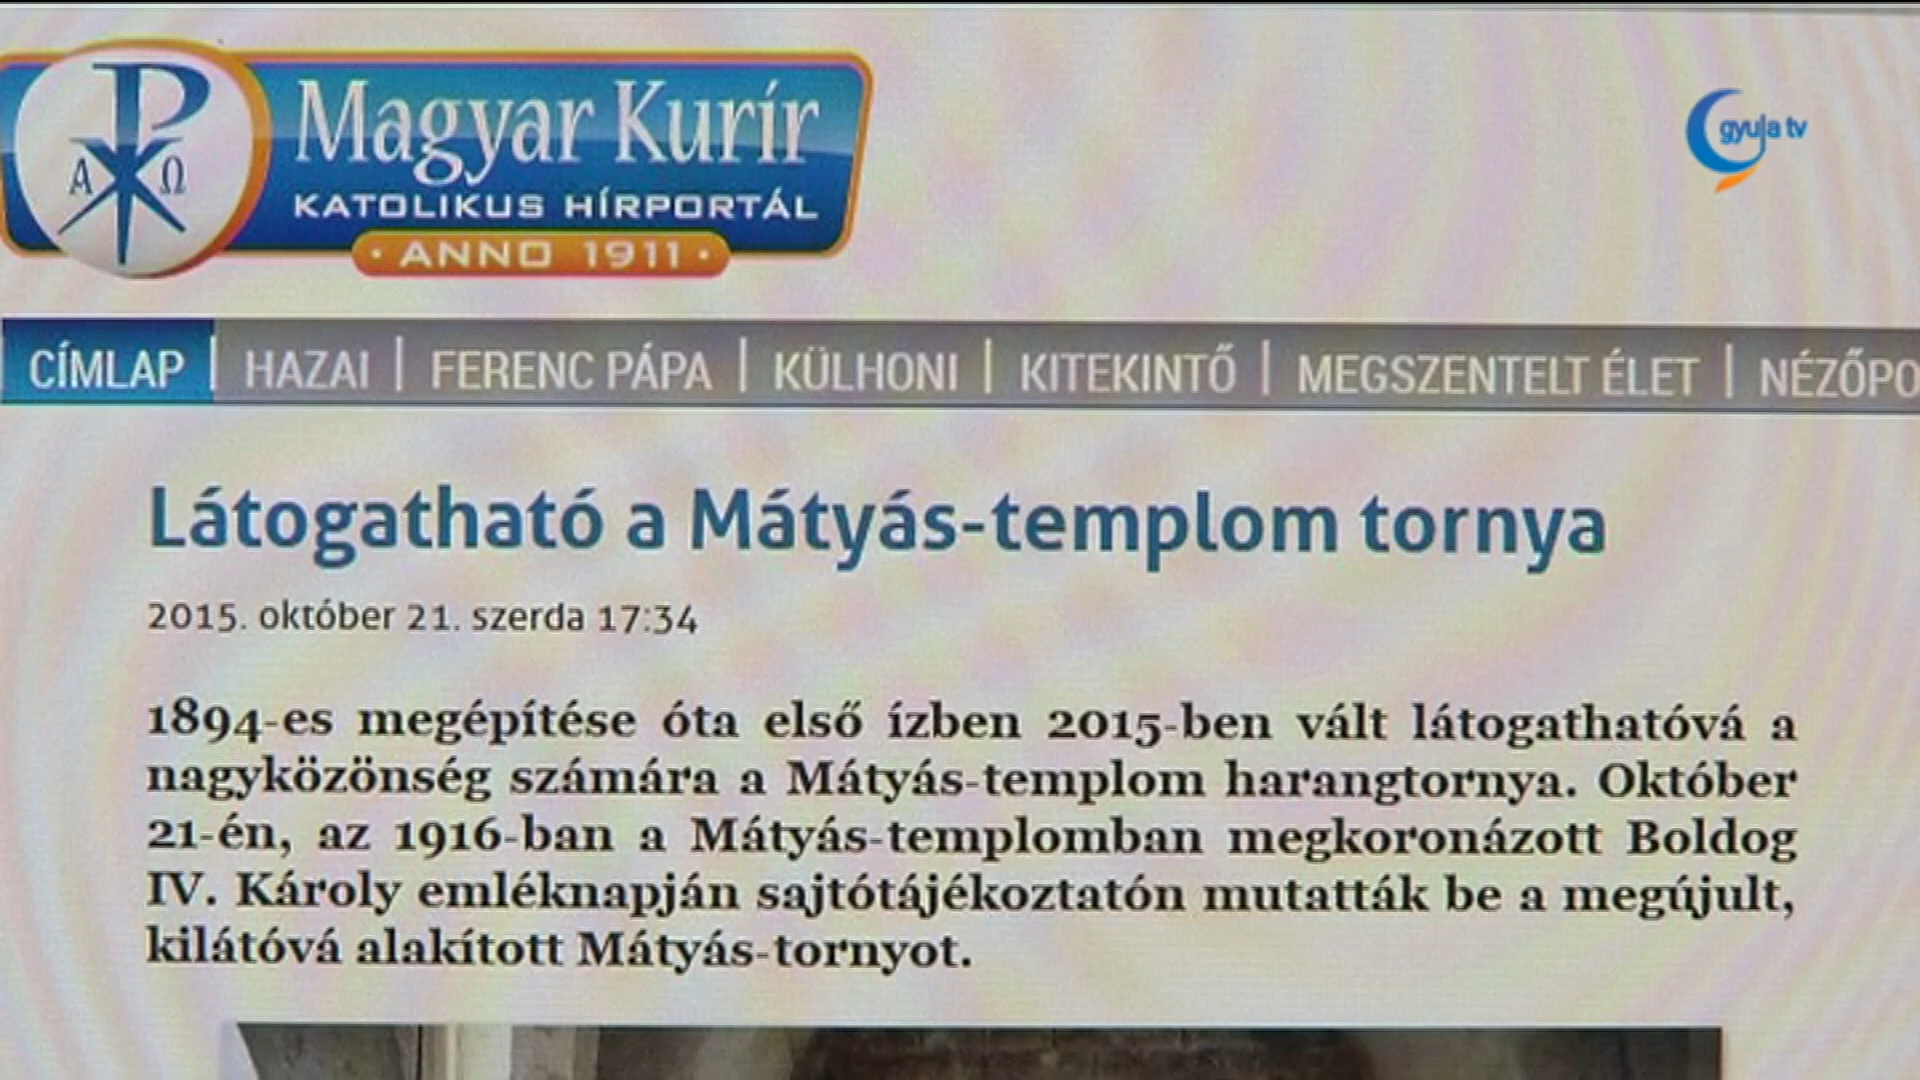 Magyar Kurír
Α Ω
KATOLIKUS HÍRPORTÁL
· ANNO 1911 ·
gyula tv
CÍMLAP | HAZAI | FERENC PÁPA | KÜLHONI | KITEKINTŐ | MEGSZENTELT ÉLET | NÉZŐPO
Látogatható a Mátyás-templom tornya
2015. október 21. szerda 17:34
1894-es megépítése óta első ízben 2015-ben vált látogathatóvá a
nagyközönség számára a Mátyás-templom harangtornya. Október
21-én, az 1916-ban a Mátyás-templomban megkoronázott Boldog
IV. Károly emléknapján sajtótájékoztatón mutatták be a megújult,
kilátóvá alakított Mátyás-tornyot.